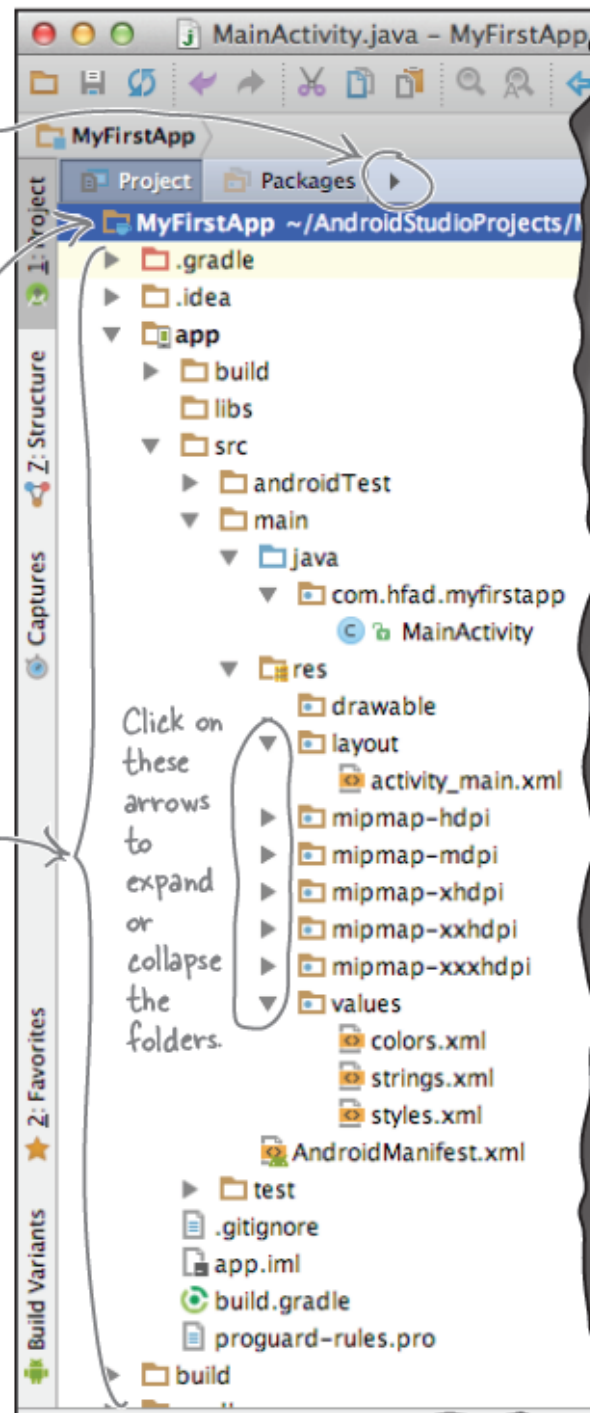 MainActivity.java – MyFirstApp
MyFirstApp
Project Packages
MyFirstApp ~/AndroidStudioProjects/
.gradle
.idea
app
build
libs
src
androidTest
main
java
com.hfad.myfirstapp
MainActivity
res
drawable
layout
activity_main.xml
mipmap-hdpi
mipmap-mdpi
mipmap-xhdpi
mipmap-xxhdpi
mipmap-xxxhdpi
values
colors.xml
strings.xml
styles.xml
AndroidManifest.xml
test
.gitignore
app.iml
build.gradle
proguard-rules.pro
build
Click on
these
arrows
to
expand
or
collapse
the
folders.
1: Project
Z: Structure
Captures
2: Favorites
Build Variants